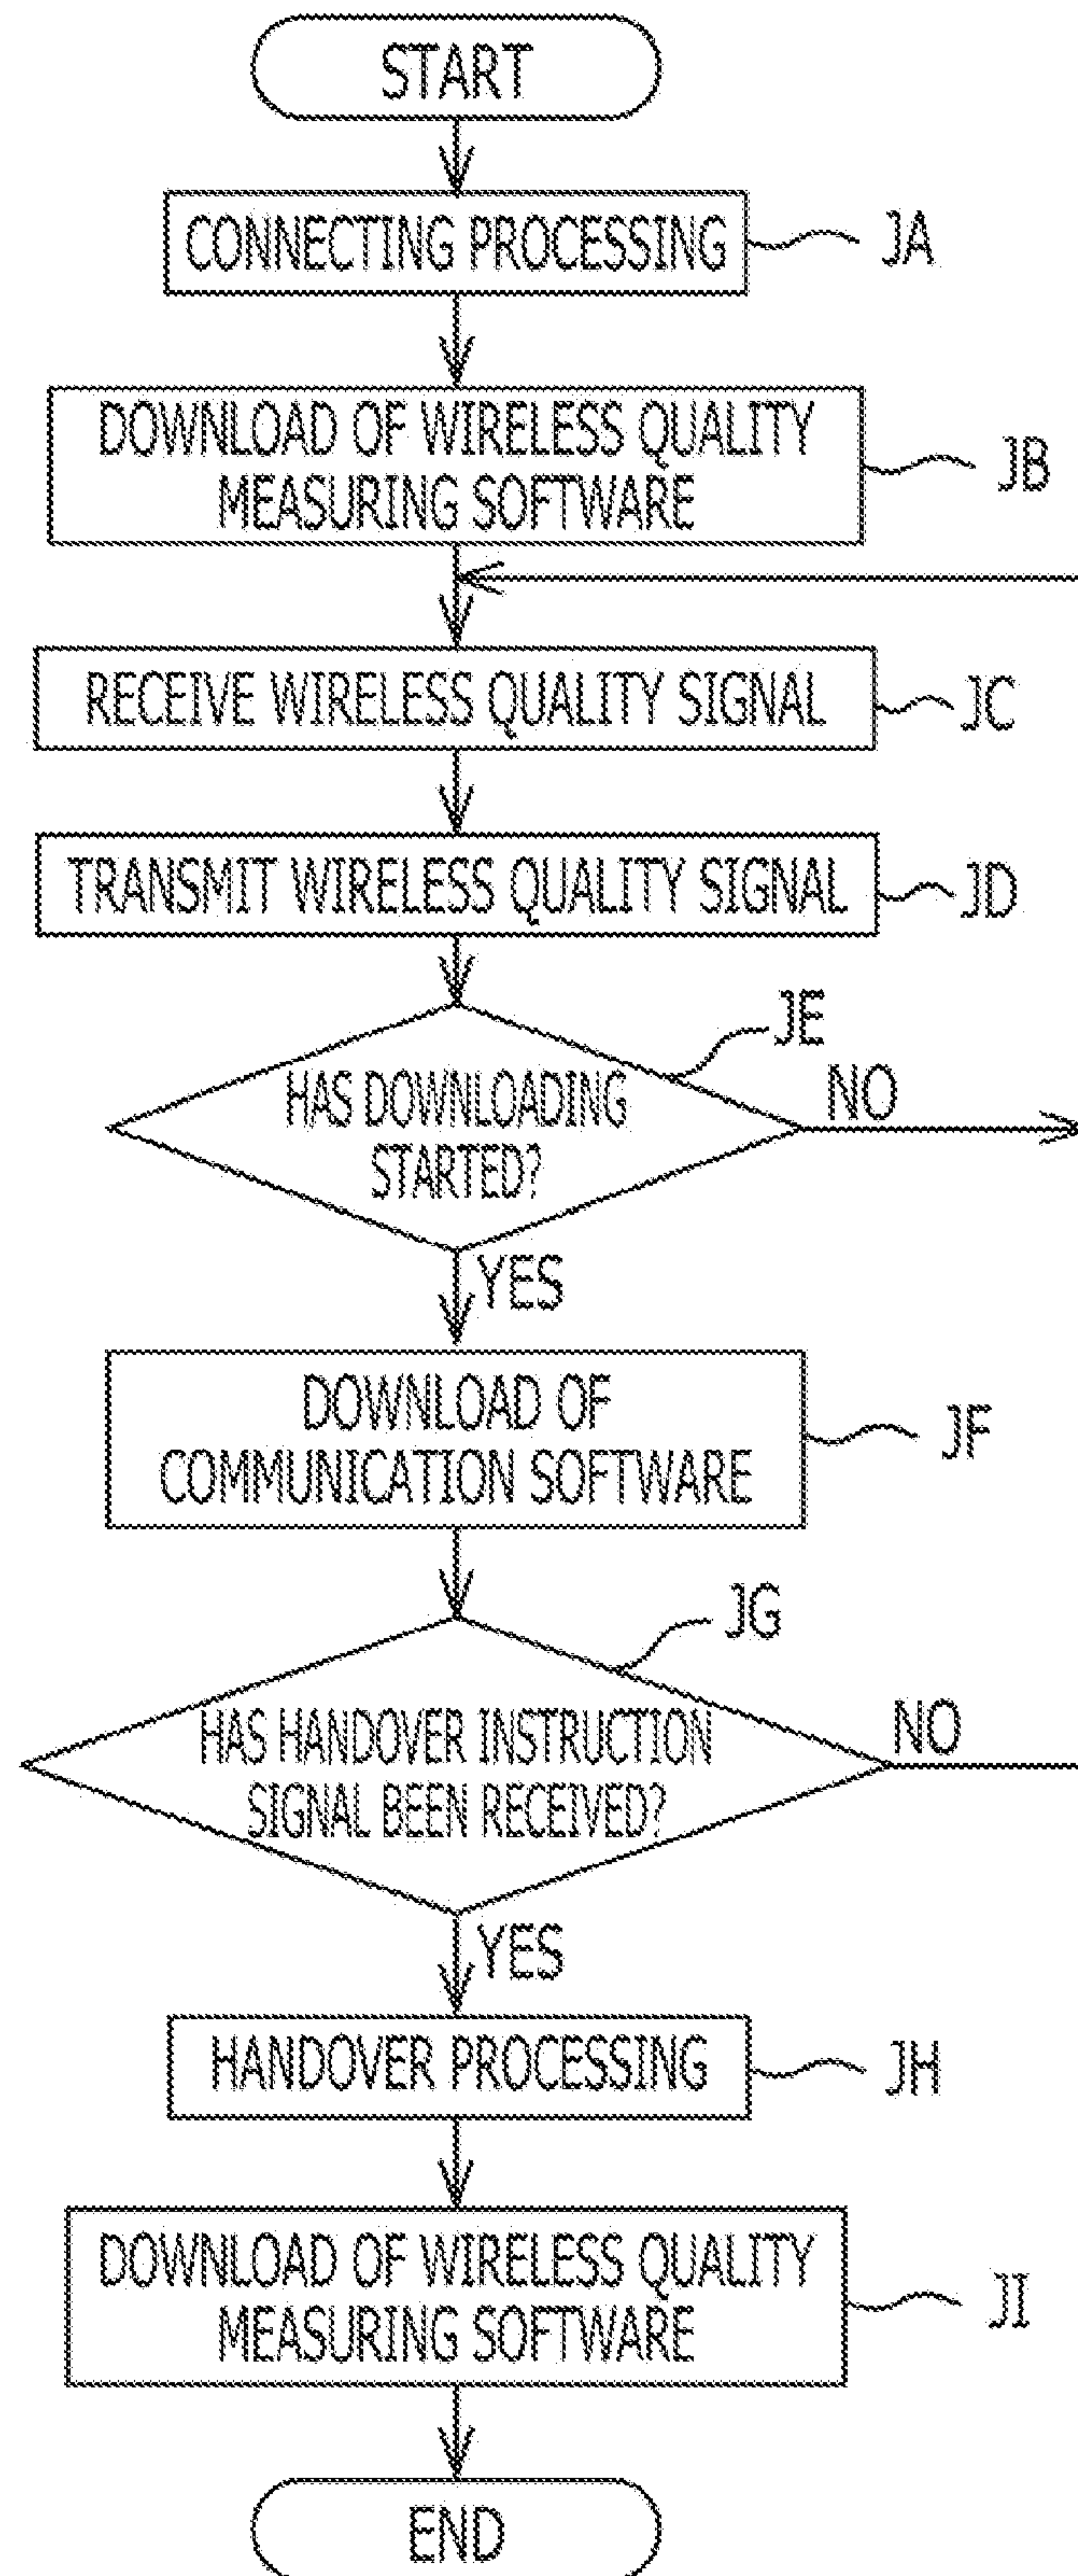 START
CONNECTING PROCESSING
JA
DOWNLOAD OF WIRELESS QUALITY
MEASURING SOFTWARE
JB
RECEIVE WIRELESS QUALITY SIGNAL
JC
TRANSMIT WIRELESS QUALITY SIGNAL
JD
JE
HAS DOWNLOADING
STARTED?
NO
YES
DOWNLOAD OF
COMMUNICATION SOFTWARE
JF
JG
HAS HANDOVER INSTRUCTION
SIGNAL BEEN RECEIVED?
NO
YES
HANDOVER PROCESSING
JH
DOWNLOAD OF WIRELESS QUALITY
MEASURING SOFTWARE
JI
END